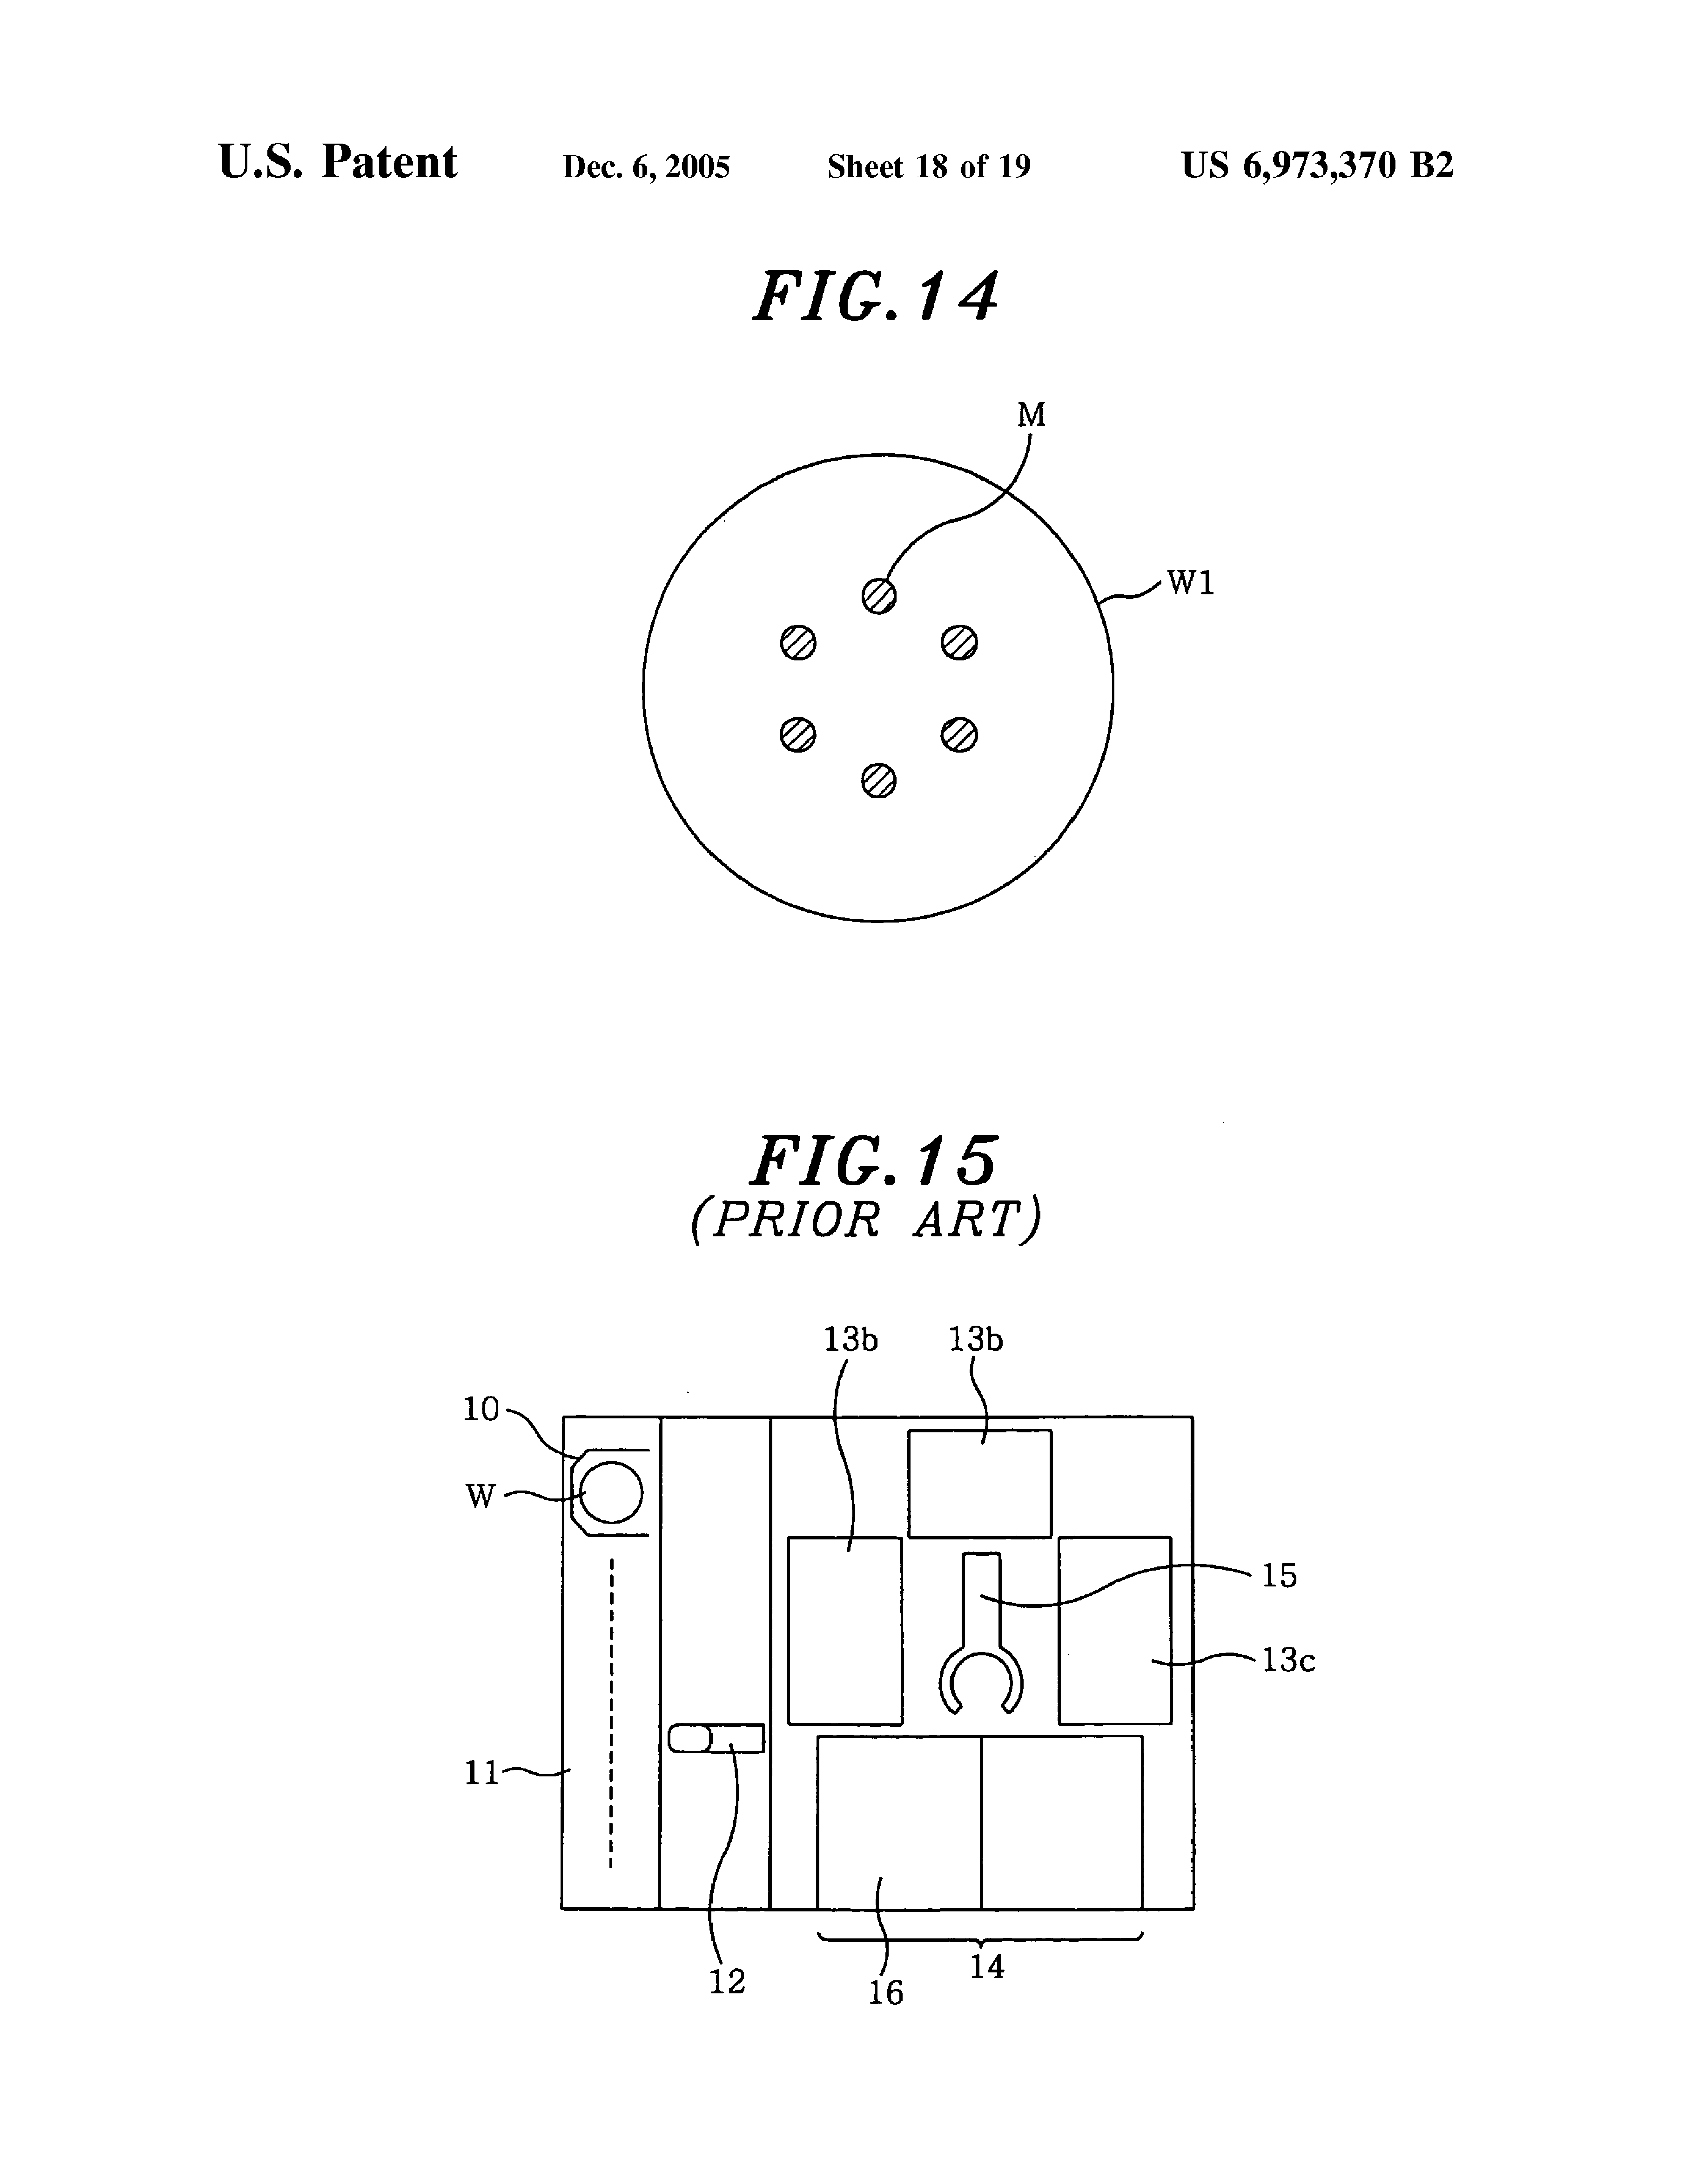 U.S. Patent Dec. 6, 2005 Sheet 18 of 19 US 6,973,370 B2
FIG. 14
M
W1
FIG. 15
(PRIOR ART)
13b 13b
10
W
15
13c
11
12
16
14